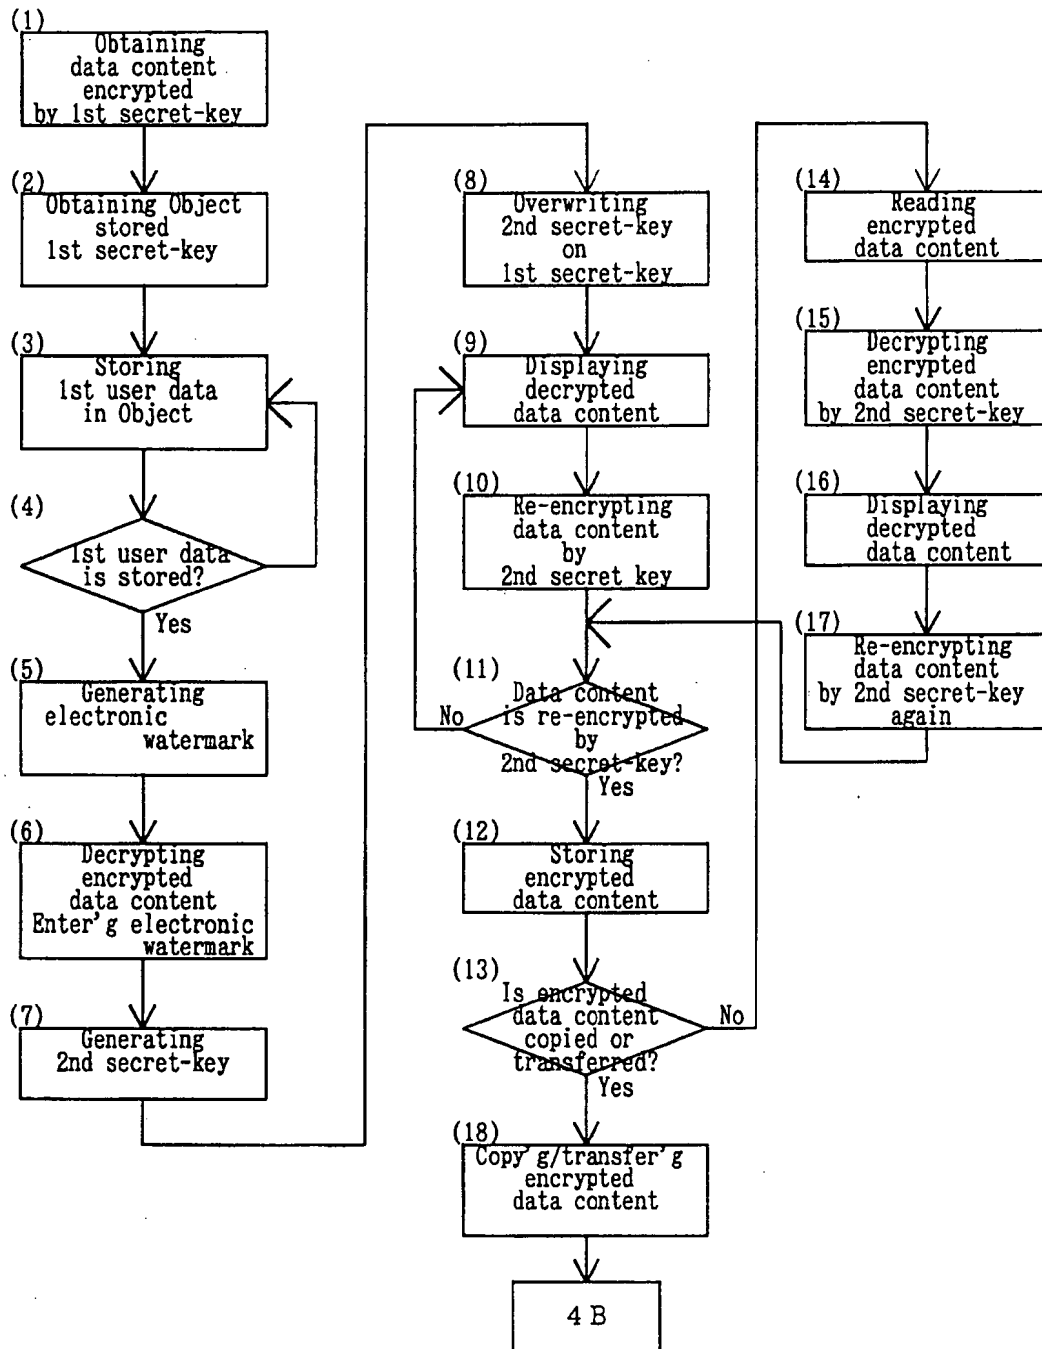 (1)
Obtaining
data content
encrypted
by 1st secret-key
(2)
Obtaining Object
stored
1st secret-key
(3)
Storing
1st user data
in Object
(4)
1st user data
is stored?
Yes
(5)
Generating
electronic
watermark
(6)
Decrypting
encrypted
data content
Enter'g electronic
watermark
(7)
Generating
2nd secret-key
(8)
Overwriting
2nd secret-key
on
1st secret-key
(9)
Displaying
decrypted
data content
(10)
Re-encrypting
data content
by
2nd secret key
(11)
Data content
is re-encrypted
by
2nd secret-key?
No
Yes
(12)
Storing
encrypted
data content
(13)
Is encrypted
data content
copied or
transferred?
No
Yes
(14)
Reading
encrypted
data content
(15)
Decrypting
encrypted
data content
by 2nd secret-key
(16)
Displaying
decrypted
data content
(17)
Re-encrypting
data content
by 2nd secret-key
again
(18)
Copy'g/transfer'g
encrypted
data content
4 B